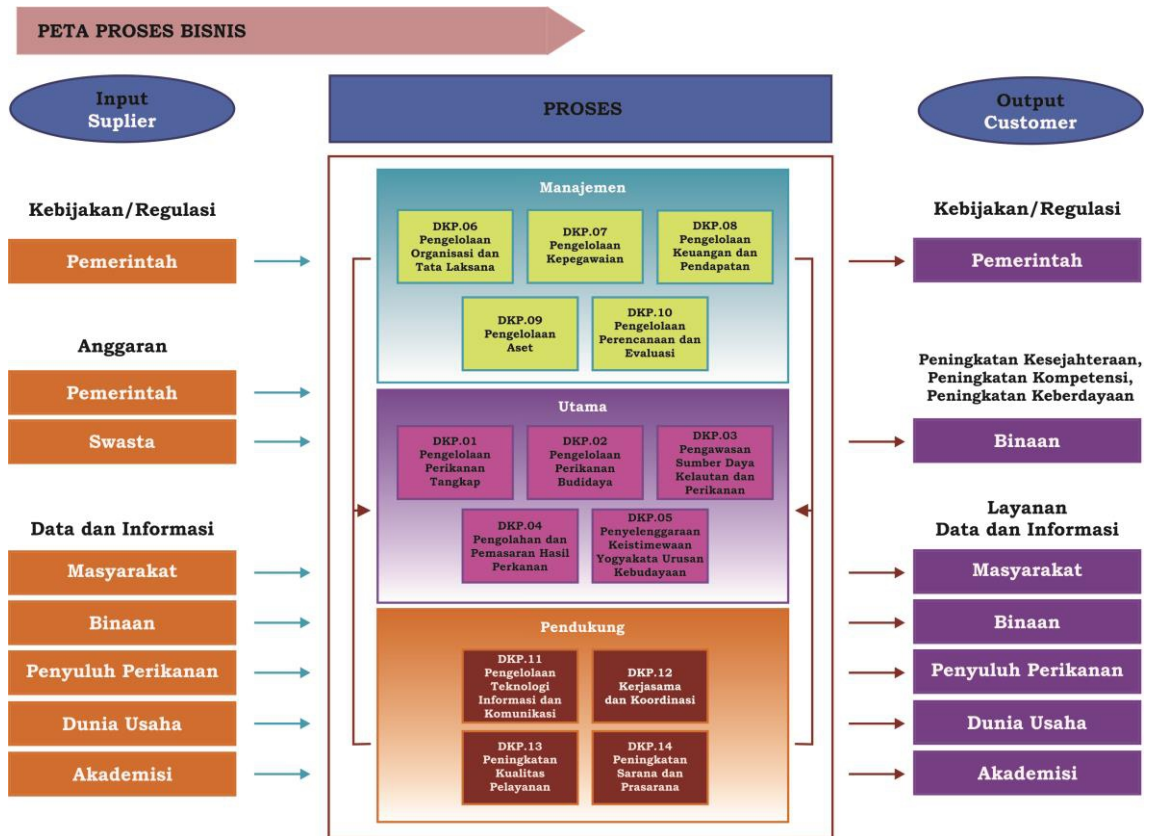 PETA PROSES BISNIS
Input
Suplier
PROSES
Output
Customer
Kebijakan/Regulasi
Pemerintah
Anggaran
Pemerintah
Swasta
Data dan Informasi
Masyarakat
Binaan
Penyuluh Perikanan
Dunia Usaha
Akademisi
Manajemen
DKP.06
Pengelolaan
Organisasi dan
Tata Laksana
DKP.07
Pengelolaan
Kepegawaian
DKP.08
Pengelolaan
Keuangan dan
Pendapatan
DKP.09
Pengelolaan
Aset
DKP.10
Pengelolaan
Perencanaan dan
Evaluasi
Utama
DKP.01
Pengelolaan
Perikanan
Tangkap
DKP.02
Pengelolaan
Perikanan
Budidaya
DKP.03
Pengawasan
Sumber Daya
Kelautan dan
Perikanan
DKP.04
Pengolahan dan
Pemasaran Hasil
Perkanan
DKP.05
Penyelenggaraan
Keistimewaan
Yogyakata Urusan
Kebudayaan
Pendukung
DKP.11
Pengelolaan
Teknologi
Informasi dan
Komunikasi
DKP.12
Kerjasama
dan Koordinasi
DKP.13
Peningkatan
Kualitas
Pelayanan
DKP.14
Peningkatan
Sarana dan
Prasarana
Kebijakan/Regulasi
Pemerintah
Peningkatan Kesejahteraan,
Peningkatan Kompetensi,
Peningkatan Keberdayaan
Binaan
Layanan
Data dan Informasi
Masyarakat
Binaan
Penyuluh Perikanan
Dunia Usaha
Akademisi